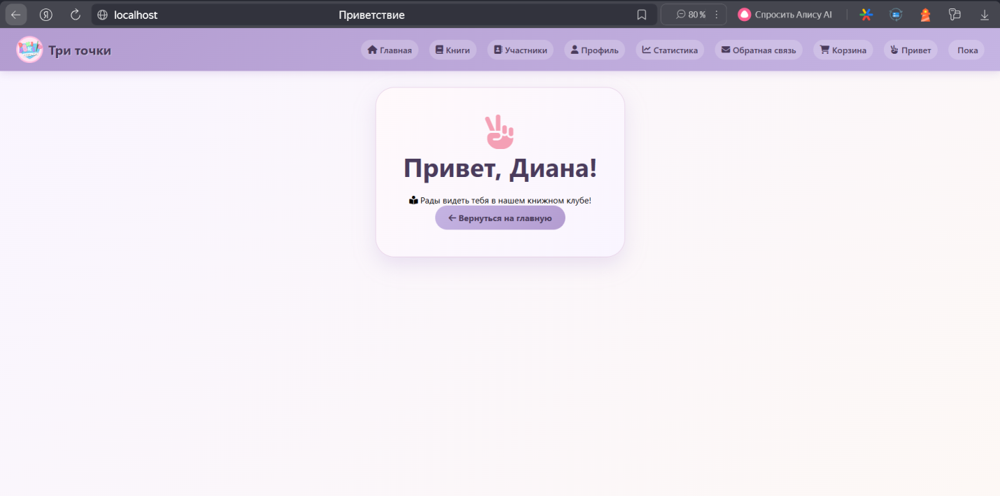 localhost
Приветствие
80 %
Спросить Алису AI
Три точки
Главная
Книги
Участники
Профиль
Статистика
Обратная связь
Корзина
Привет
Пока
Привет, Диана!
Рады видеть тебя в нашем книжном клубе!
Вернуться на главную